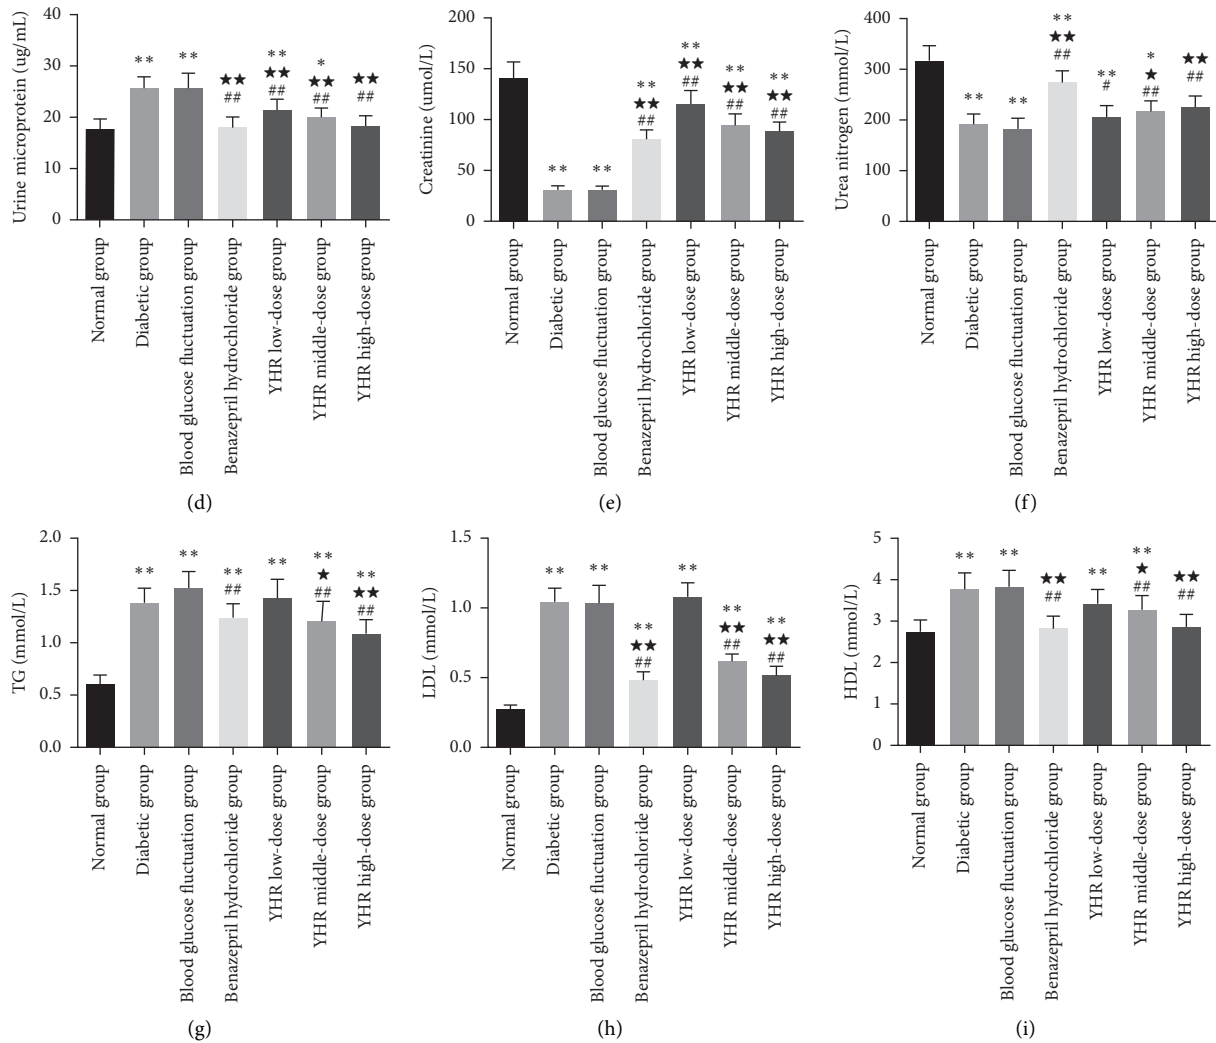 Urine microprotein (ug/mL)
40
30
20
10
0
** ** ** *
★★ ★★ ★★ ★★
## ## ## ##
Normal group
Diabetic group
Blood glucose fluctuation group
Benazepril hydrochloride group
YHR low-dose group
YHR middle-dose group
YHR high-dose group
(d)
Creatinine (umol/L)
200
150
100
50
0
** ** ** ** ** **
★★ ★★ ★★ ★★
## ## ## ##
Normal group
Diabetic group
Blood glucose fluctuation group
Benazepril hydrochloride group
YHR low-dose group
YHR middle-dose group
YHR high-dose group
(e)
Urea nitrogen (mmol/L)
400
300
200
100
0
** ** ** ** *
★★ ★ ★★
## # ## ##
Normal group
Diabetic group
Blood glucose fluctuation group
Benazepril hydrochloride group
YHR low-dose group
YHR middle-dose group
YHR high-dose group
(f)
TG (mmol/L)
2.0
1.5
1.0
0.5
0.0
** ** ** ** ** **
★ ★★
## ## ##
Normal group
Diabetic group
Blood glucose fluctuation group
Benazepril hydrochloride group
YHR low-dose group
YHR middle-dose group
YHR high-dose group
(g)
LDL (mmol/L)
1.5
1.0
0.5
0.0
** ** ** ** ** **
★★ ★★ ★★
## ## ##
Normal group
Diabetic group
Blood glucose fluctuation group
Benazepril hydrochloride group
YHR low-dose group
YHR middle-dose group
YHR high-dose group
(h)
HDL (mmol/L)
5
4
3
2
1
0
** ** ** **
★★ ★ ★★
## ## ##
Normal group
Diabetic group
Blood glucose fluctuation group
Benazepril hydrochloride group
YHR low-dose group
YHR middle-dose group
YHR high-dose group
(i)